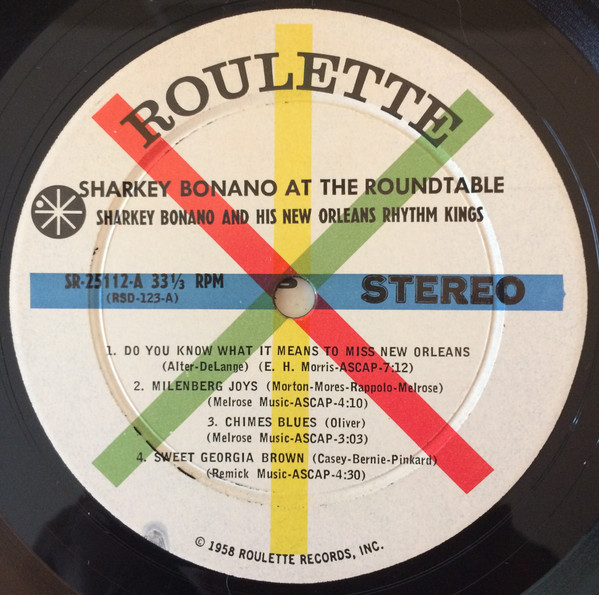 ROULETTE
SHARKEY BONANO AT THE ROUNDTABLE
SHARKEY BONANO AND HIS NEW ORLEANS RHYTHM KINGS
SR-25112-A 33⅓ RPM
(RSD-123-A)
STEREO
1. DO YOU KNOW WHAT IT MEANS TO MISS NEW ORLEANS
(Alter-DeLange) (E. H. Morris-ASCAP-7:12)
2. MILENBERG JOYS (Morton-Mores-Rappolo-Melrose)
(Melrose Music-ASCAP-4:10)
3. CHIMES BLUES (Oliver)
(Melrose Music-ASCAP-3:03)
4. SWEET GEORGIA BROWN (Casey-Bernie-Pinkard)
(Remick Music-ASCAP-4:30)
© 1958 ROULETTE RECORDS, INC.